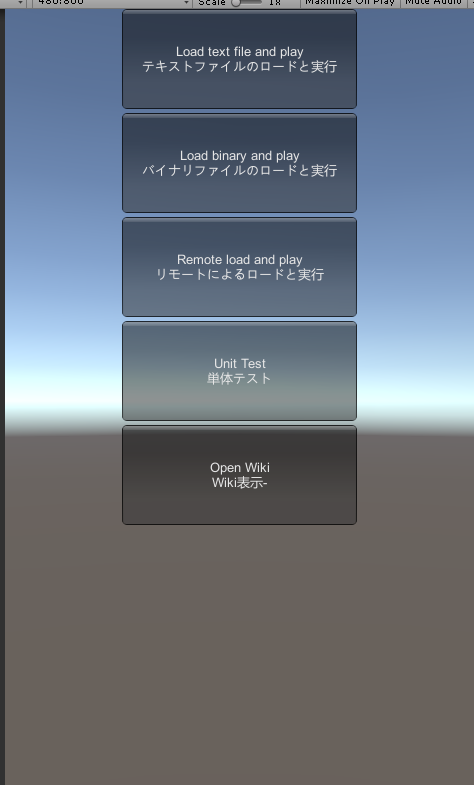 480:800 Scale 1x Maximize On Play Mute Audio
Load text file and play
テキストファイルのロードと実行
Load binary and play
バイナリファイルのロードと実行
Remote load and play
リモートによるロードと実行
Unit Test
単体テスト
Open Wiki
Wiki表示-